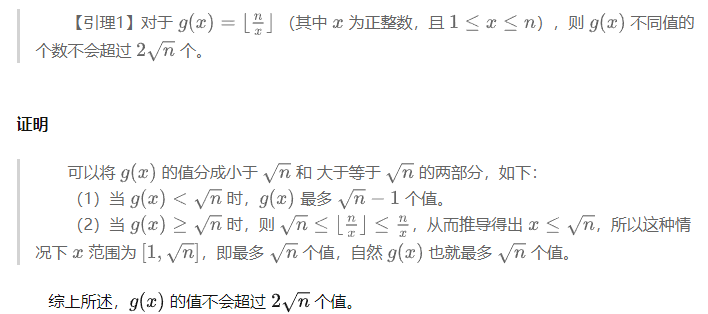 【引理1】对于 $g(x) = \lfloor \frac{n}{x} \rfloor$ （其中 $x$ 为正整数，且 $1 \leq x \leq n$），则 $g(x)$ 不同值的
个数不会超过 $2\sqrt{n}$ 个。
证明
可以将 $g(x)$ 的值分成小于 $\sqrt{n}$ 和 大于等于 $\sqrt{n}$ 的两部分，如下：
（1）当 $g(x) < \sqrt{n}$ 时，$g(x)$ 最多 $\sqrt{n} - 1$ 个值。
（2）当 $g(x) \geq \sqrt{n}$ 时，则 $\sqrt{n} \leq \lfloor \frac{n}{x} \rfloor \leq \frac{n}{x}$，从而推导得出 $x \leq \sqrt{n}$，所以这种情
况下 $x$ 范围为 $[1, \sqrt{n}]$，即最多 $\sqrt{n}$ 个值，自然 $g(x)$ 也就最多 $\sqrt{n}$ 个值。
综上所述，$g(x)$ 的值不会超过 $2\sqrt{n}$ 个值。